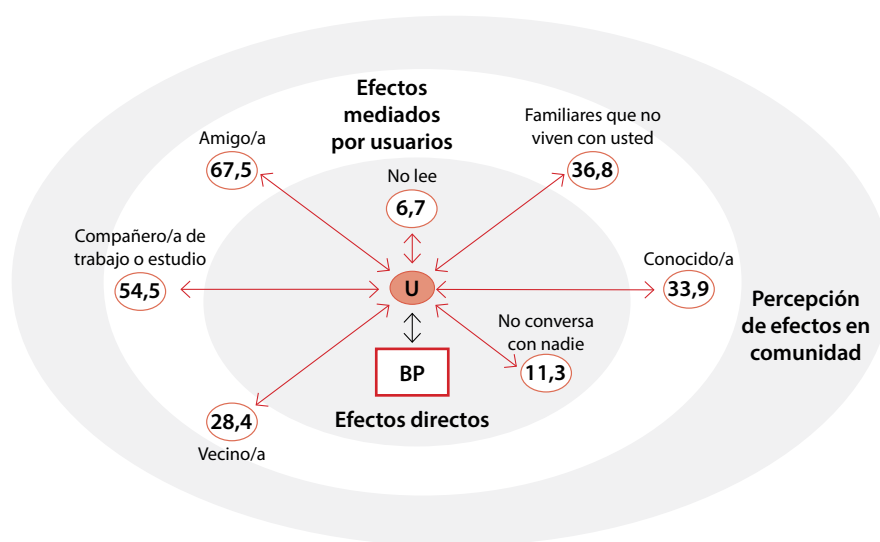 Efectos
mediados
por usuarios
Amigo/a
67,5
Familiares que no
viven con usted
36,8
No lee
6,7
Compañero/a de
trabajo o estudio
54,5
U
Conocido/a
33,9
Percepción
de efectos en
comunidad
No conversa
con nadie
11,3
BP
Efectos directos
28,4
Vecino/a